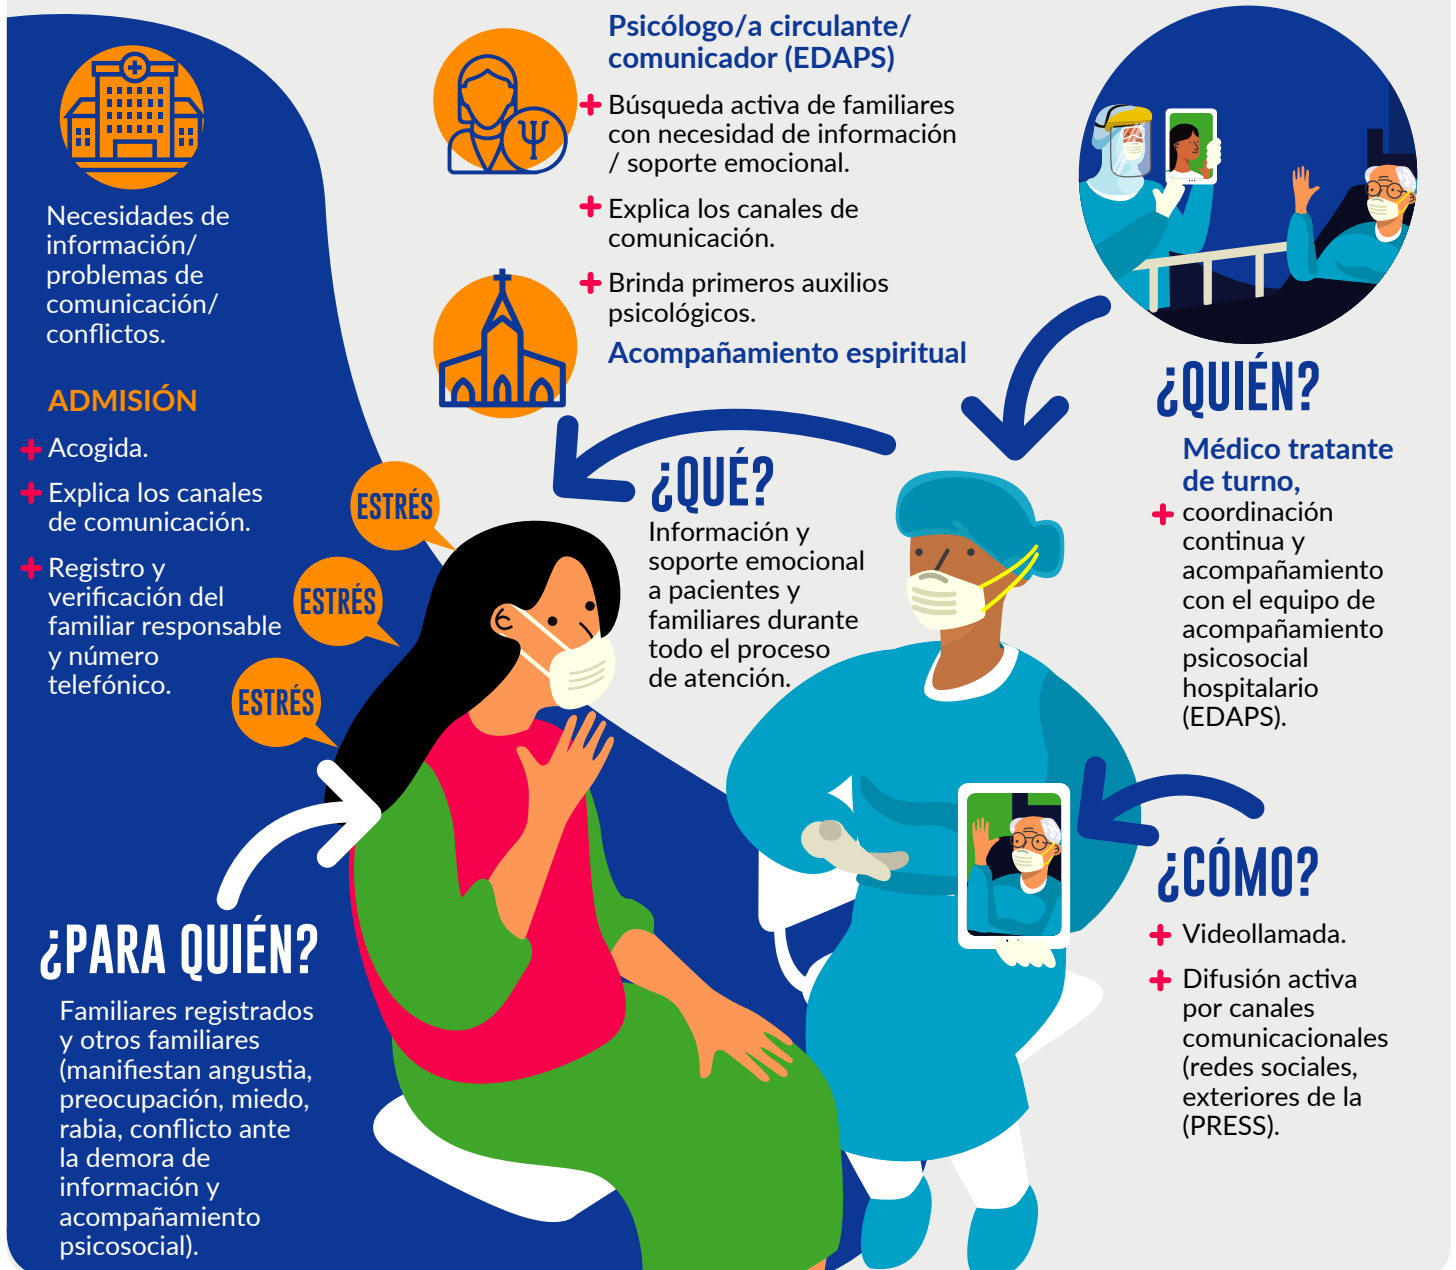 Necesidades de
información/
problemas de
comunicación/
conflictos.
ADMISIÓN
Acogida.
Explica los canales
de comunicación.
Registro y
verificación del
familiar responsable
y número
telefónico.
Psicólogo/a circulante/
comunicador (EDAPS)
Búsqueda activa de familiares
con necesidad de información
/ soporte emocional.
Explica los canales de
comunicación.
Brinda primeros auxilios
psicológicos.
Acompañamiento espiritual
¿QUIÉN?
Médico tratante
de turno,
coordinación
continua y
acompañamiento
con el equipo de
acompañamiento
psicosocial
hospitalario
(EDAPS).
¿QUÉ?
Información y
soporte emocional
a pacientes y
familiares durante
todo el proceso
de atención.
ESTRÉS
ESTRÉS
ESTRÉS
¿CÓMO?
Videollamada.
Difusión activa
por canales
comunicacionales
(redes sociales,
exteriores de la
(PRESS).
¿PARA QUIÉN?
Familiares registrados
y otros familiares
(manifiestan angustia,
preocupación, miedo,
rabia, conflicto ante
la demora de
información y
acompañamiento
psicosocial).